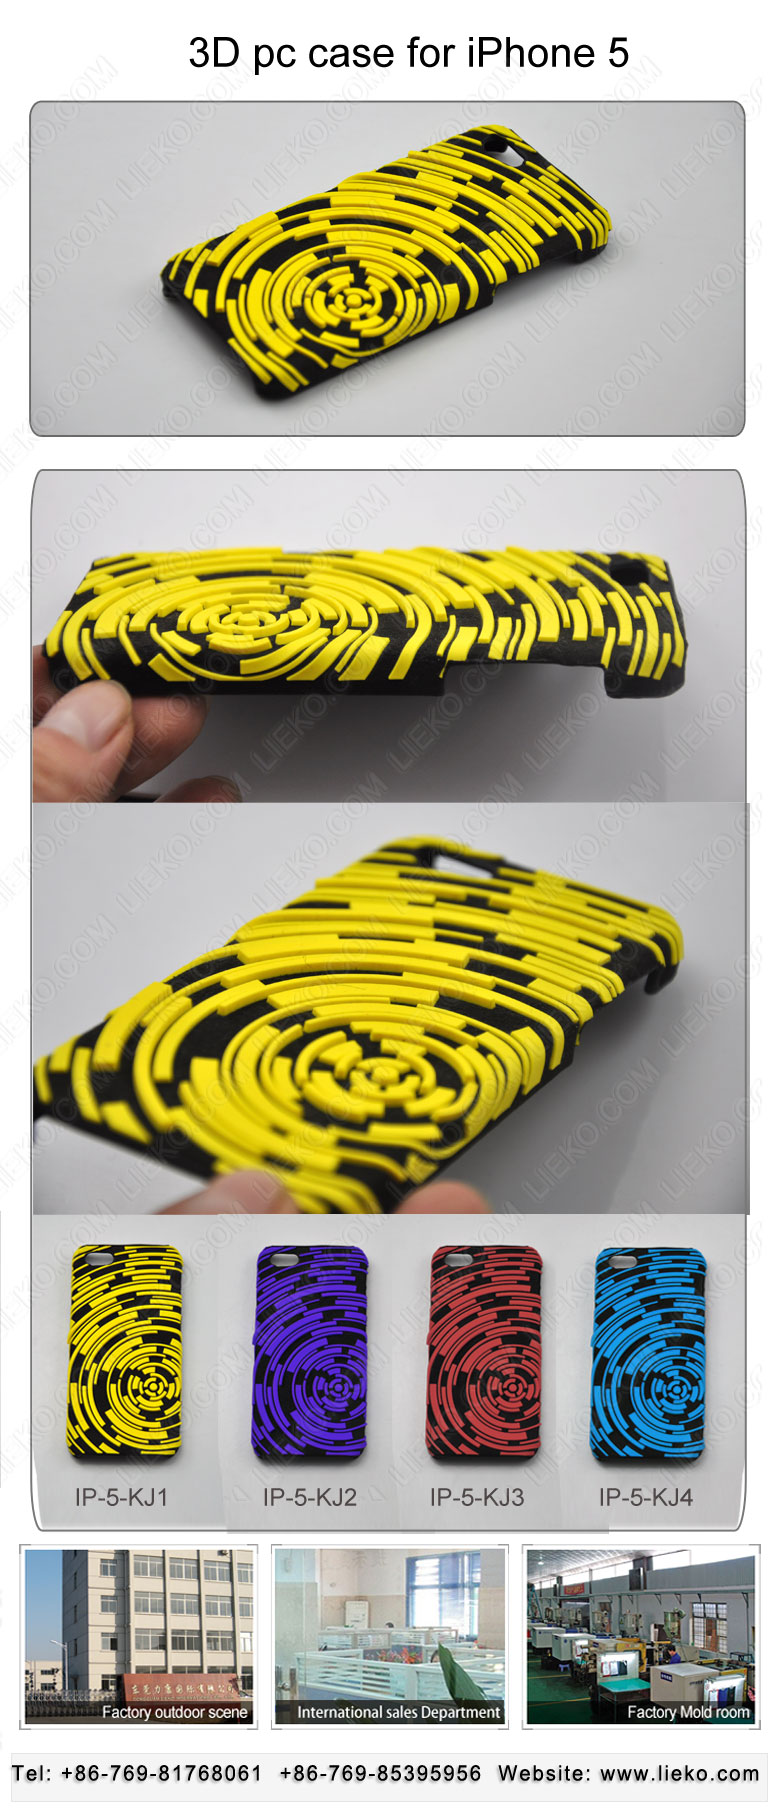 3D pc case for iPhone 5
LIEKO.COM
IP-5-KJ1 IP-5-KJ2 IP-5-KJ3 IP-5-KJ4
Factory outdoor scene International sales Department Factory Mold room
Tel: +86-769-81768061 +86-769-85395956 Website: www.lieko.com